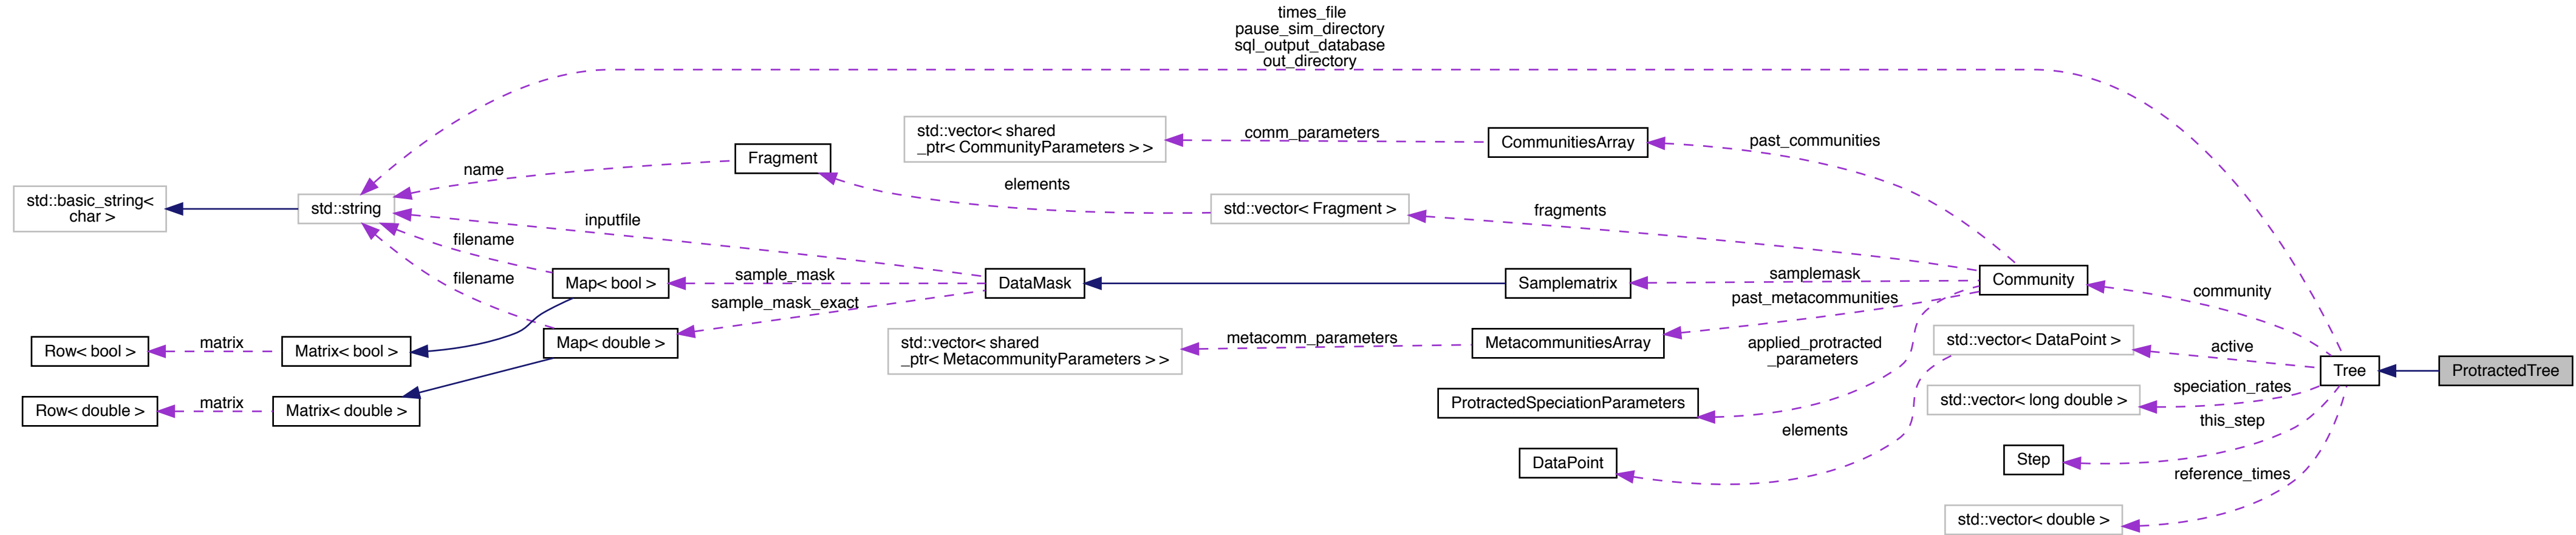 times_file
pause_sim_directory
sql_output_database
out_directory
std::vector< shared
_ptr< CommunityParameters > >
comm_parameters
CommunitiesArray
past_communities
Fragment
name
elements
std::basic_string<
char >
std::string
std::vector< Fragment >
fragments
inputfile
filename
filename
Map< bool >
sample_mask
DataMask
Samplematrix
samplemask
Community
sample_mask_exact
past_metacommunities
community
Row< bool >
matrix
Matrix< bool >
Map< double >
std::vector< shared
_ptr< MetacommunityParameters > >
metacomm_parameters
MetacommunitiesArray
applied_protracted
_parameters
std::vector< DataPoint >
active
Tree
ProtractedTree
Row< double >
matrix
Matrix< double >
ProtractedSpeciationParameters
std::vector< long double >
speciation_rates
elements
this_step
DataPoint
Step
reference_times
std::vector< double >